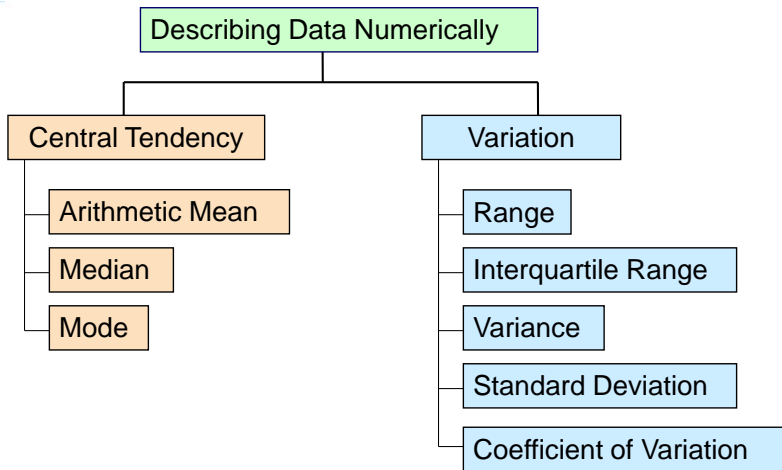 Describing Data Numerically
Central Tendency
Arithmetic Mean
Median
Mode
Variation
Range
Interquartile Range
Variance
Standard Deviation
Coefficient of Variation